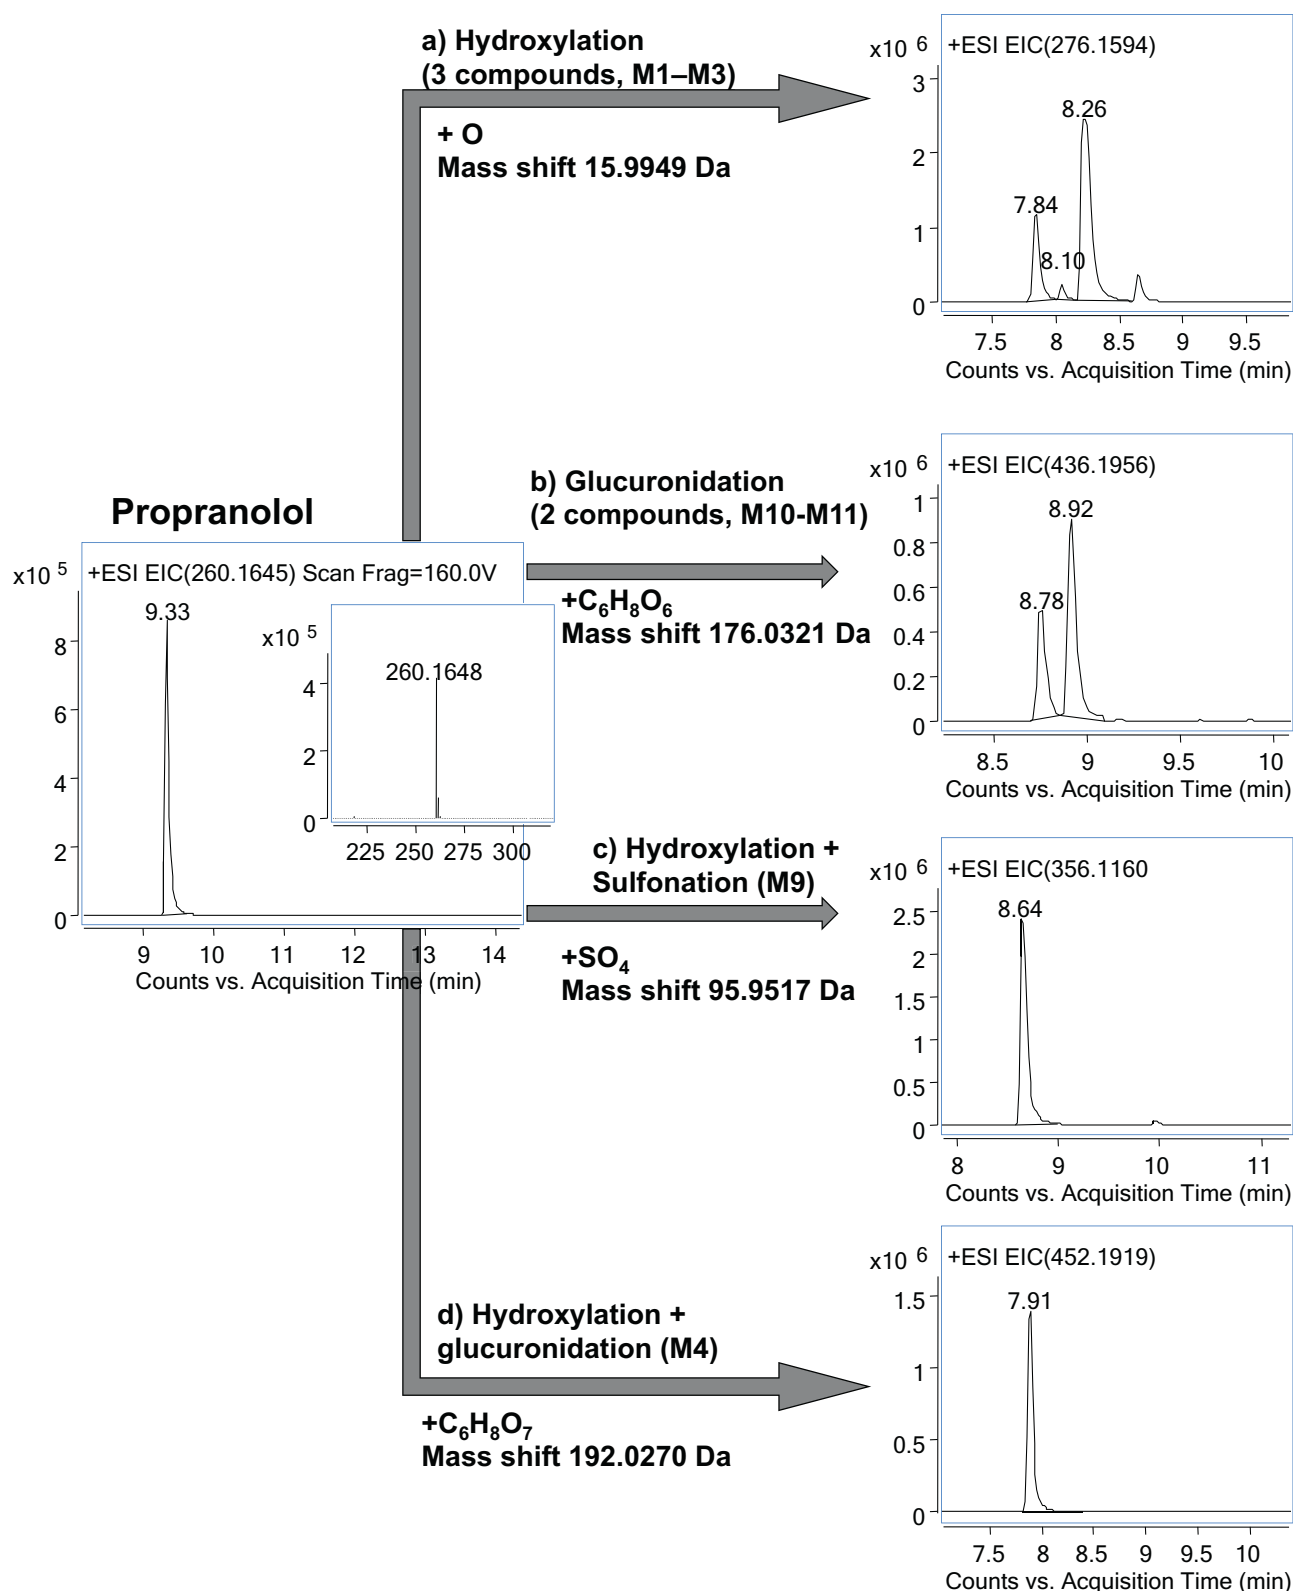 a) Hydroxylation
(3 compounds, M1–M3)
+ O
Mass shift 15.9949 Da
x10 6
+ESI EIC(276.1594)
3
2
1
0
7.84
8.10
8.26
7.5 8 8.5 9 9.5
Counts vs. Acquisition Time (min)
b) Glucuronidation
(2 compounds, M10-M11)
+C6H8O6
Mass shift 176.0321 Da
x10 6
+ESI EIC(436.1956)
1
0.8
0.6
0.4
0.2
0
8.78
8.92
8.5 9 9.5 10
Counts vs. Acquisition Time (min)
Propranolol
x10 5
+ESI EIC(260.1645) Scan Frag=160.0V
9.33
8
6
4
2
0
9 10 11 12 13 14
Counts vs. Acquisition Time (min)
x10 5
260.1648
4
2
0
225 250 275 300
c) Hydroxylation +
Sulfonation (M9)
+SO4
Mass shift 95.9517 Da
x10 6
+ESI EIC(356.1160
8.64
2.5
2
1.5
1
0.5
0
8 9 10 11
Counts vs. Acquisition Time (min)
d) Hydroxylation +
glucuronidation (M4)
+C6H8O7
Mass shift 192.0270 Da
x10 6
+ESI EIC(452.1919)
7.91
1.5
1
0.5
0
7.5 8 8.5 9 9.5 10
Counts vs. Acquisition Time (min)